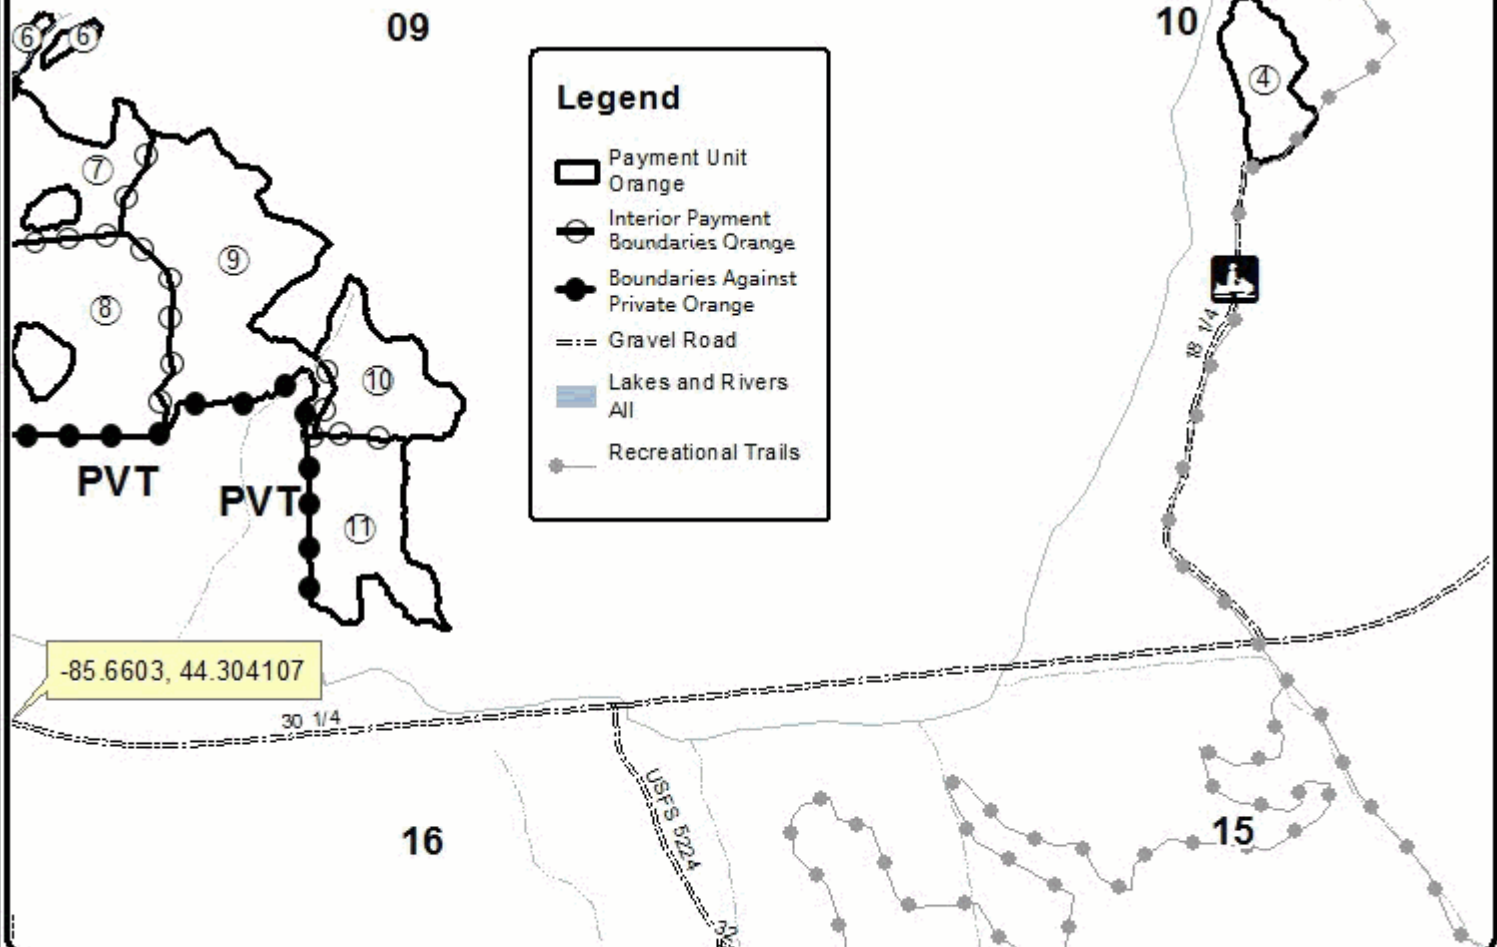 09
10
6
6
4
7
9
8
10
11
PVT
PVT
Legend
Payment Unit
Orange
Interior Payment
Boundaries Orange
Boundaries Against
Private Orange
Gravel Road
Lakes and Rivers
All
Recreational Trails
18 1/4
-85.6603, 44.304107
30 1/4
USFS 5224
16
15